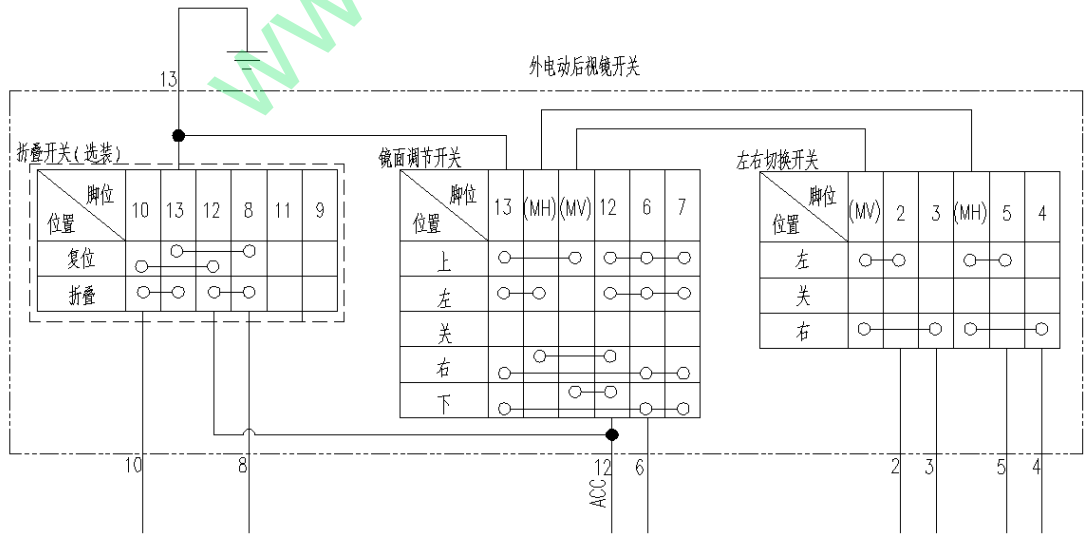 WWW
13
外电动后视镜开关
折叠开关(选装)
脚位 10 13 12 8 11 9
位置
复位
折叠
镜面调节开关
脚位 13 (MH) (MV) 12 6 7
位置
上
左
关
右
下
左右切换开关
脚位 (MV) 2 3 (MH) 5 4
位置
左
关
右
10 8 12 6 2 3 5 4
ACC